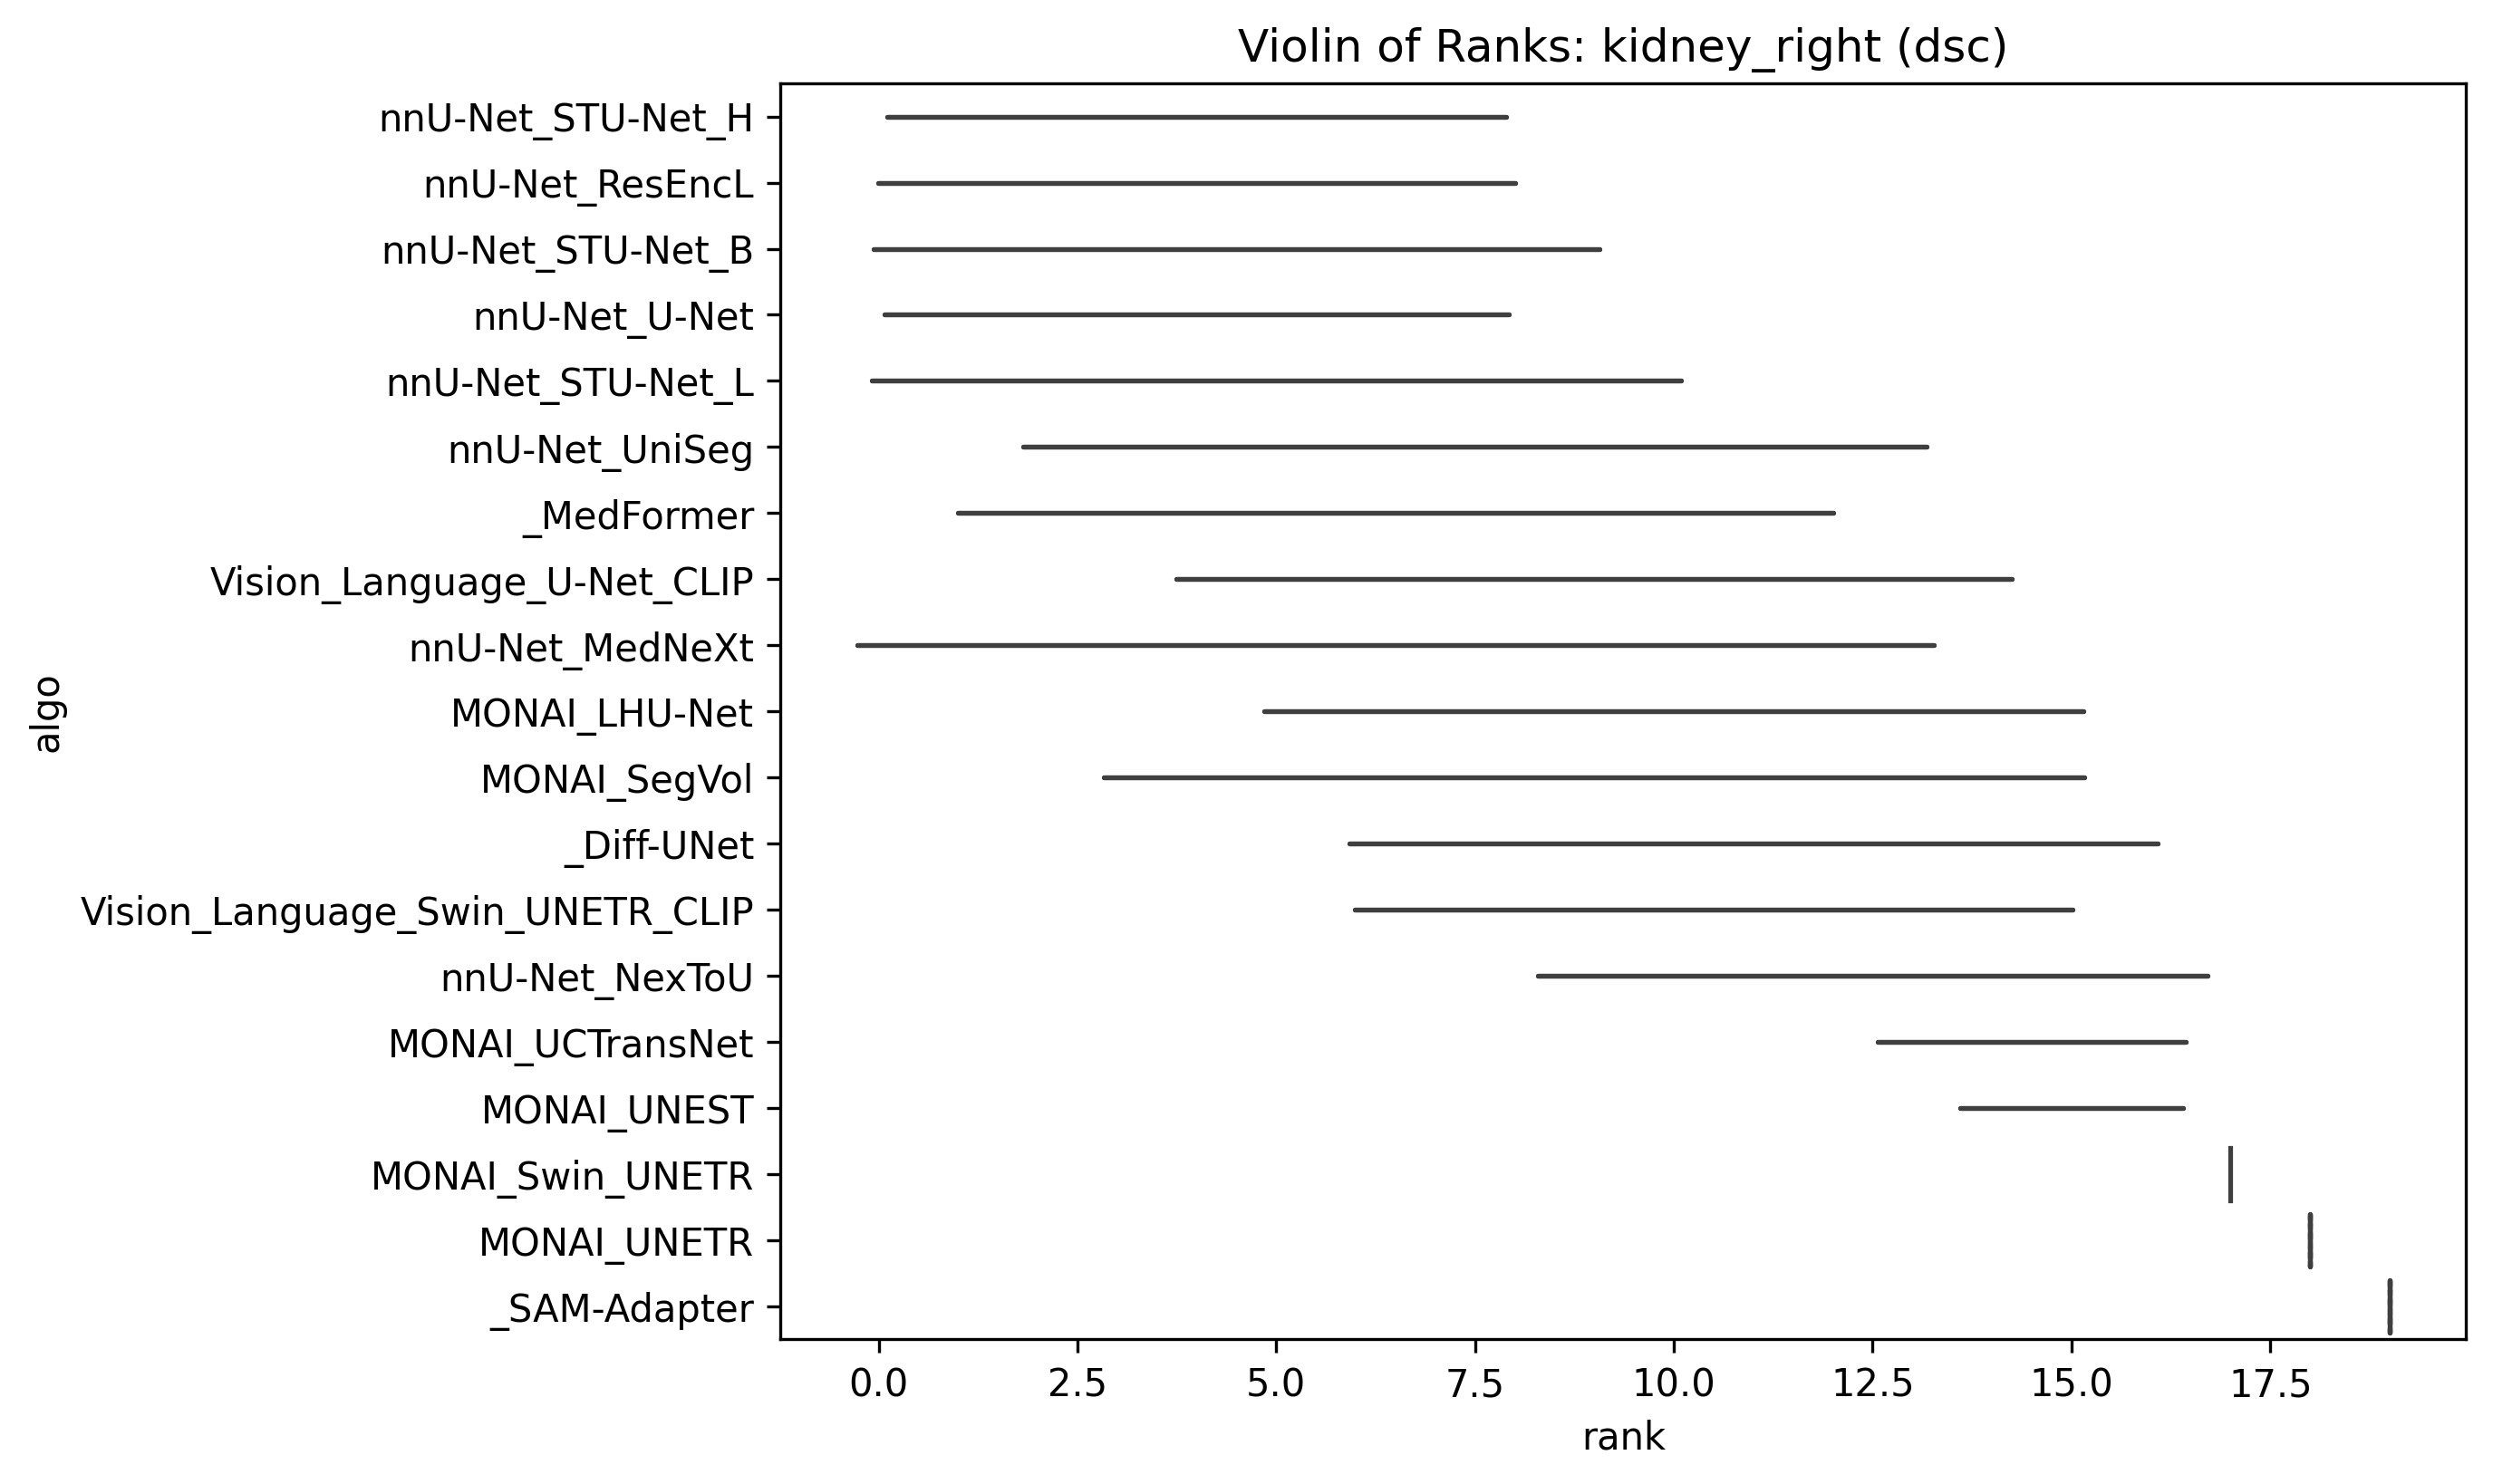 Violin of Ranks: kidney_right (dsc)
nnU-Net_STU-Net_H
nnU-Net_ResEncL
nnU-Net_STU-Net_B
nnU-Net_U-Net
nnU-Net_STU-Net_L
nnU-Net_UniSeg
_MedFormer
Vision_Language_U-Net_CLIP
nnU-Net_MedNeXt
MONAI_LHU-Net
MONAI_SegVol
_Diff-UNet
Vision_Language_Swin_UNETR_CLIP
nnU-Net_NexToU
MONAI_UCTransNet
MONAI_UNEST
MONAI_Swin_UNETR
MONAI_UNETR
_SAM-Adapter
algo
0.0 2.5 5.0 7.5 10.0 12.5 15.0 17.5
rank